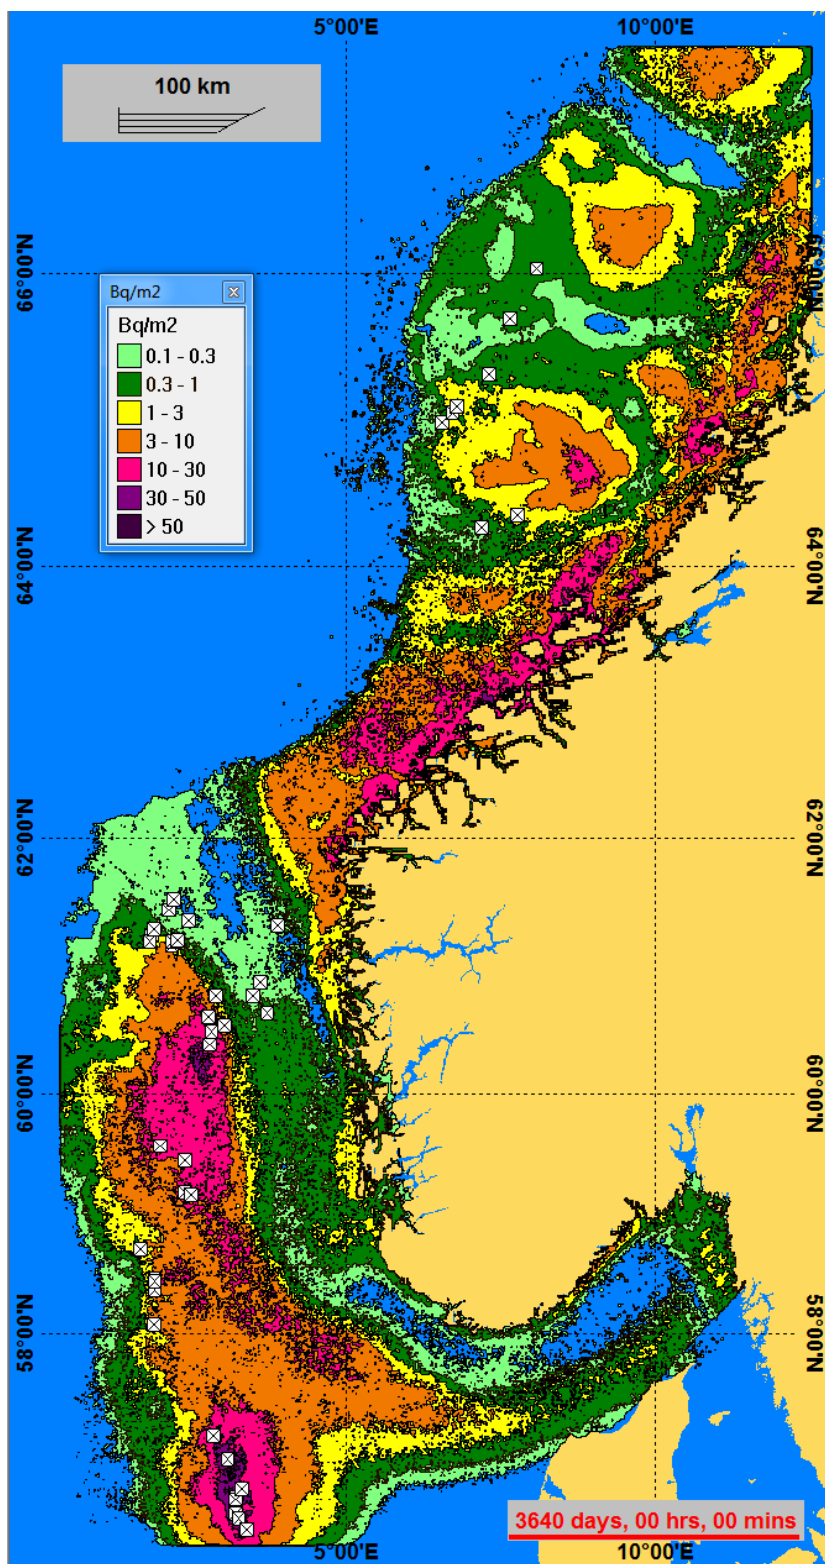 5°00'E 10°00'E
100 km
66°00'N 66°00'N
Bq/m2
Bq/m2
0.1 - 0.3
0.3 - 1
1 - 3
3 - 10
10 - 30
30 - 50
> 50
64°00'N 64°00'N
62°00'N 62°00'N
60°00'N 60°00'N
58°00'N 58°00'N
3640 days, 00 hrs, 00 mins
5°00'E 10°00'E